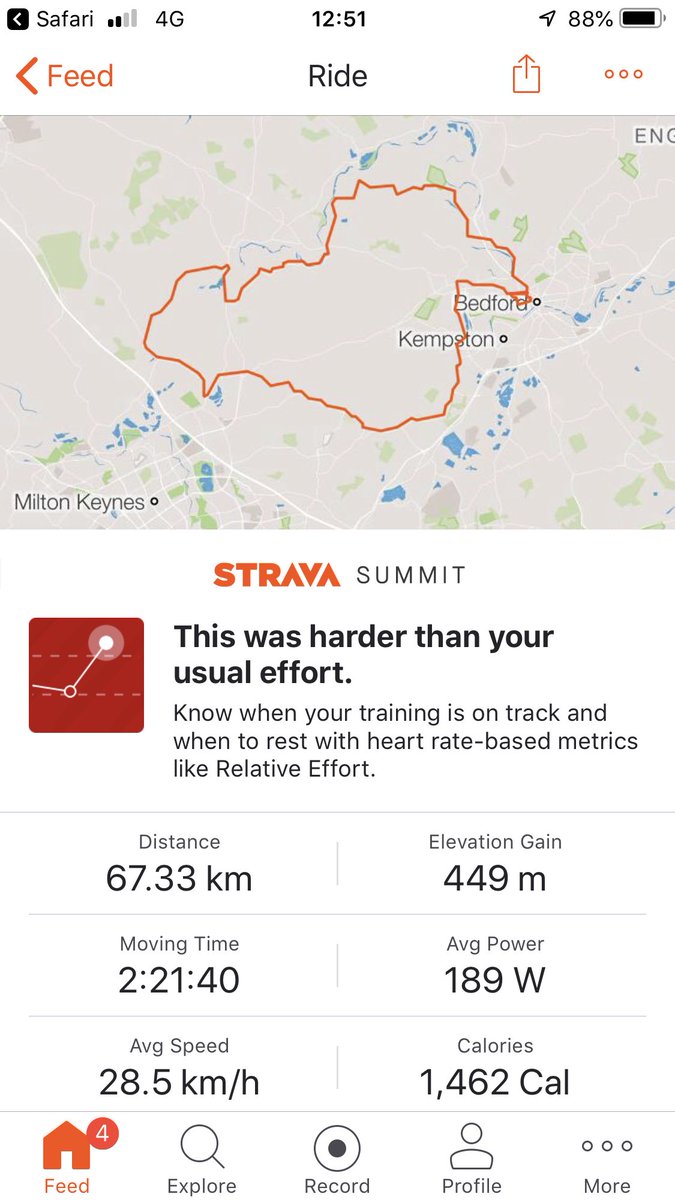 Safari 4G 12:51 88%
Feed Ride
ENG
Bedford
Kempston
Milton Keynes
STRAVA SUMMIT
This was harder than your
usual effort.
Know when your training is on track and
when to rest with heart rate-based metrics
like Relative Effort.
Distance Elevation Gain
67.33 km 449 m
Moving Time Avg Power
2:21:40 189 W
Avg Speed Calories
28.5 km/h 1,462 Cal
4
Feed Explore Record Profile More